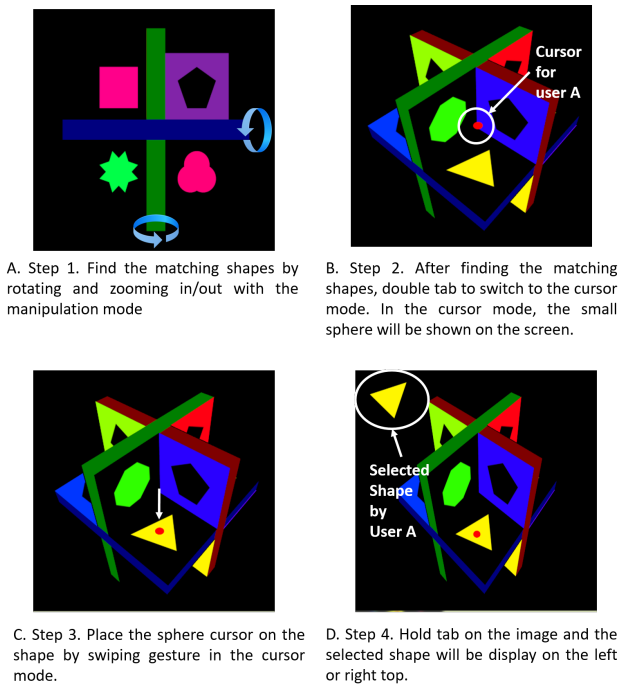 Cursor
for
user A
A. Step 1. Find the matching shapes by
rotating and zooming in/out with the
manipulation mode
B. Step 2. After finding the matching
shapes, double tab to switch to the cursor
mode. In the cursor mode, the small
sphere will be shown on the screen.
Selected
Shape
by
User A
C. Step 3. Place the sphere cursor on the
shape by swiping gesture in the cursor
mode.
D. Step 4. Hold tab on the image and the
selected shape will be display on the left
or right top.